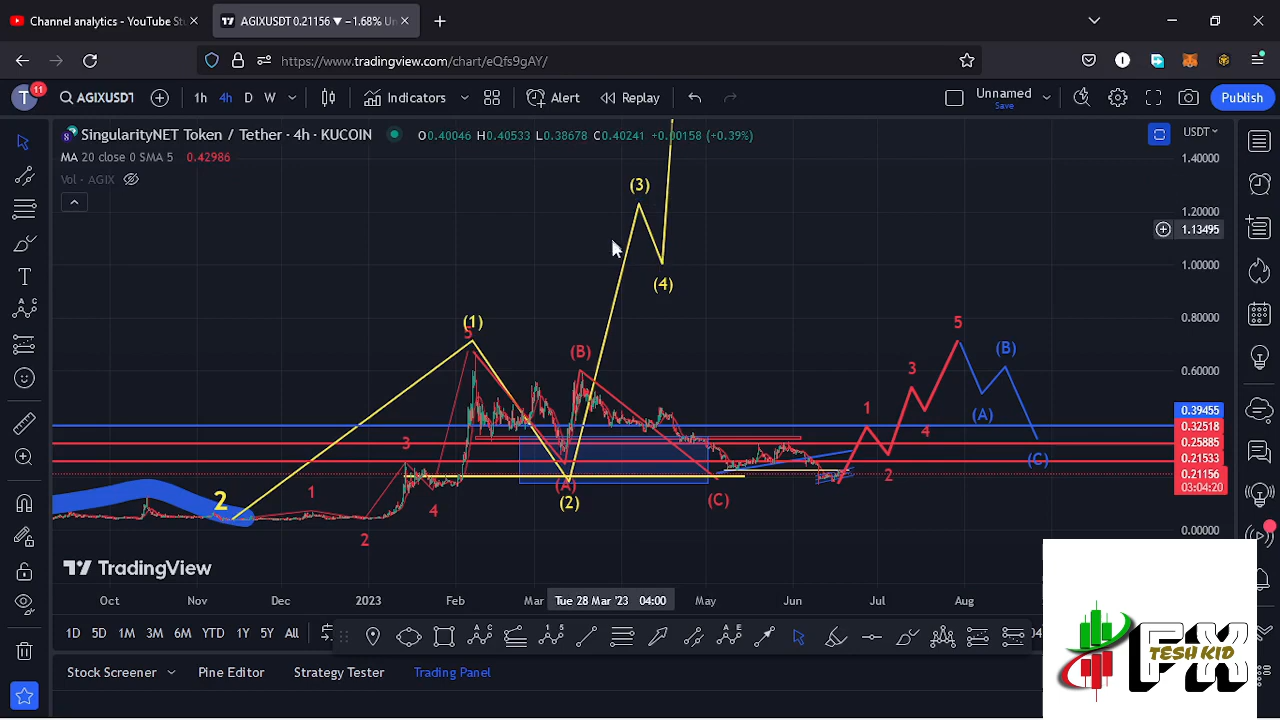 Channel analytics - YouTube St
AGIXUSDT 0.21156 ▼ −1.68% Un
https://www.tradingview.com/chart/eQfs9gAY/
T
11
AGIXUSDT
1h
4h
D
W
Indicators
Alert
Replay
Unnamed
Save
Publish
SingularityNET Token / Tether · 4h · KUCOIN
O0.40046 H0.40533 L0.38678 C0.40241 +0.00158 (+0.39%)
USDT
MA 20 close 0 SMA 5 0.42986
Vol · AGIX
1.40000
1.20000
1.13495
1.00000
0.80000
0.60000
0.39455
0.32518
0.25885
0.21533
0.21156
03:04:20
0.00000
(3)
(4)
(1)
5
(B)
5
(B)
3
(A)
1
4
3
2
1
4
2
(A)
(2)
(C)
2
(C)
TradingView
Oct
Nov
Dec
2023
Feb
Mar
Tue 28 Mar '23 04:00
May
Jun
Jul
Aug
1D
5D
1M
3M
6M
YTD
1Y
5Y
All
Stock Screener
Pine Editor
Strategy Tester
Trading Panel
FX
TESH KID